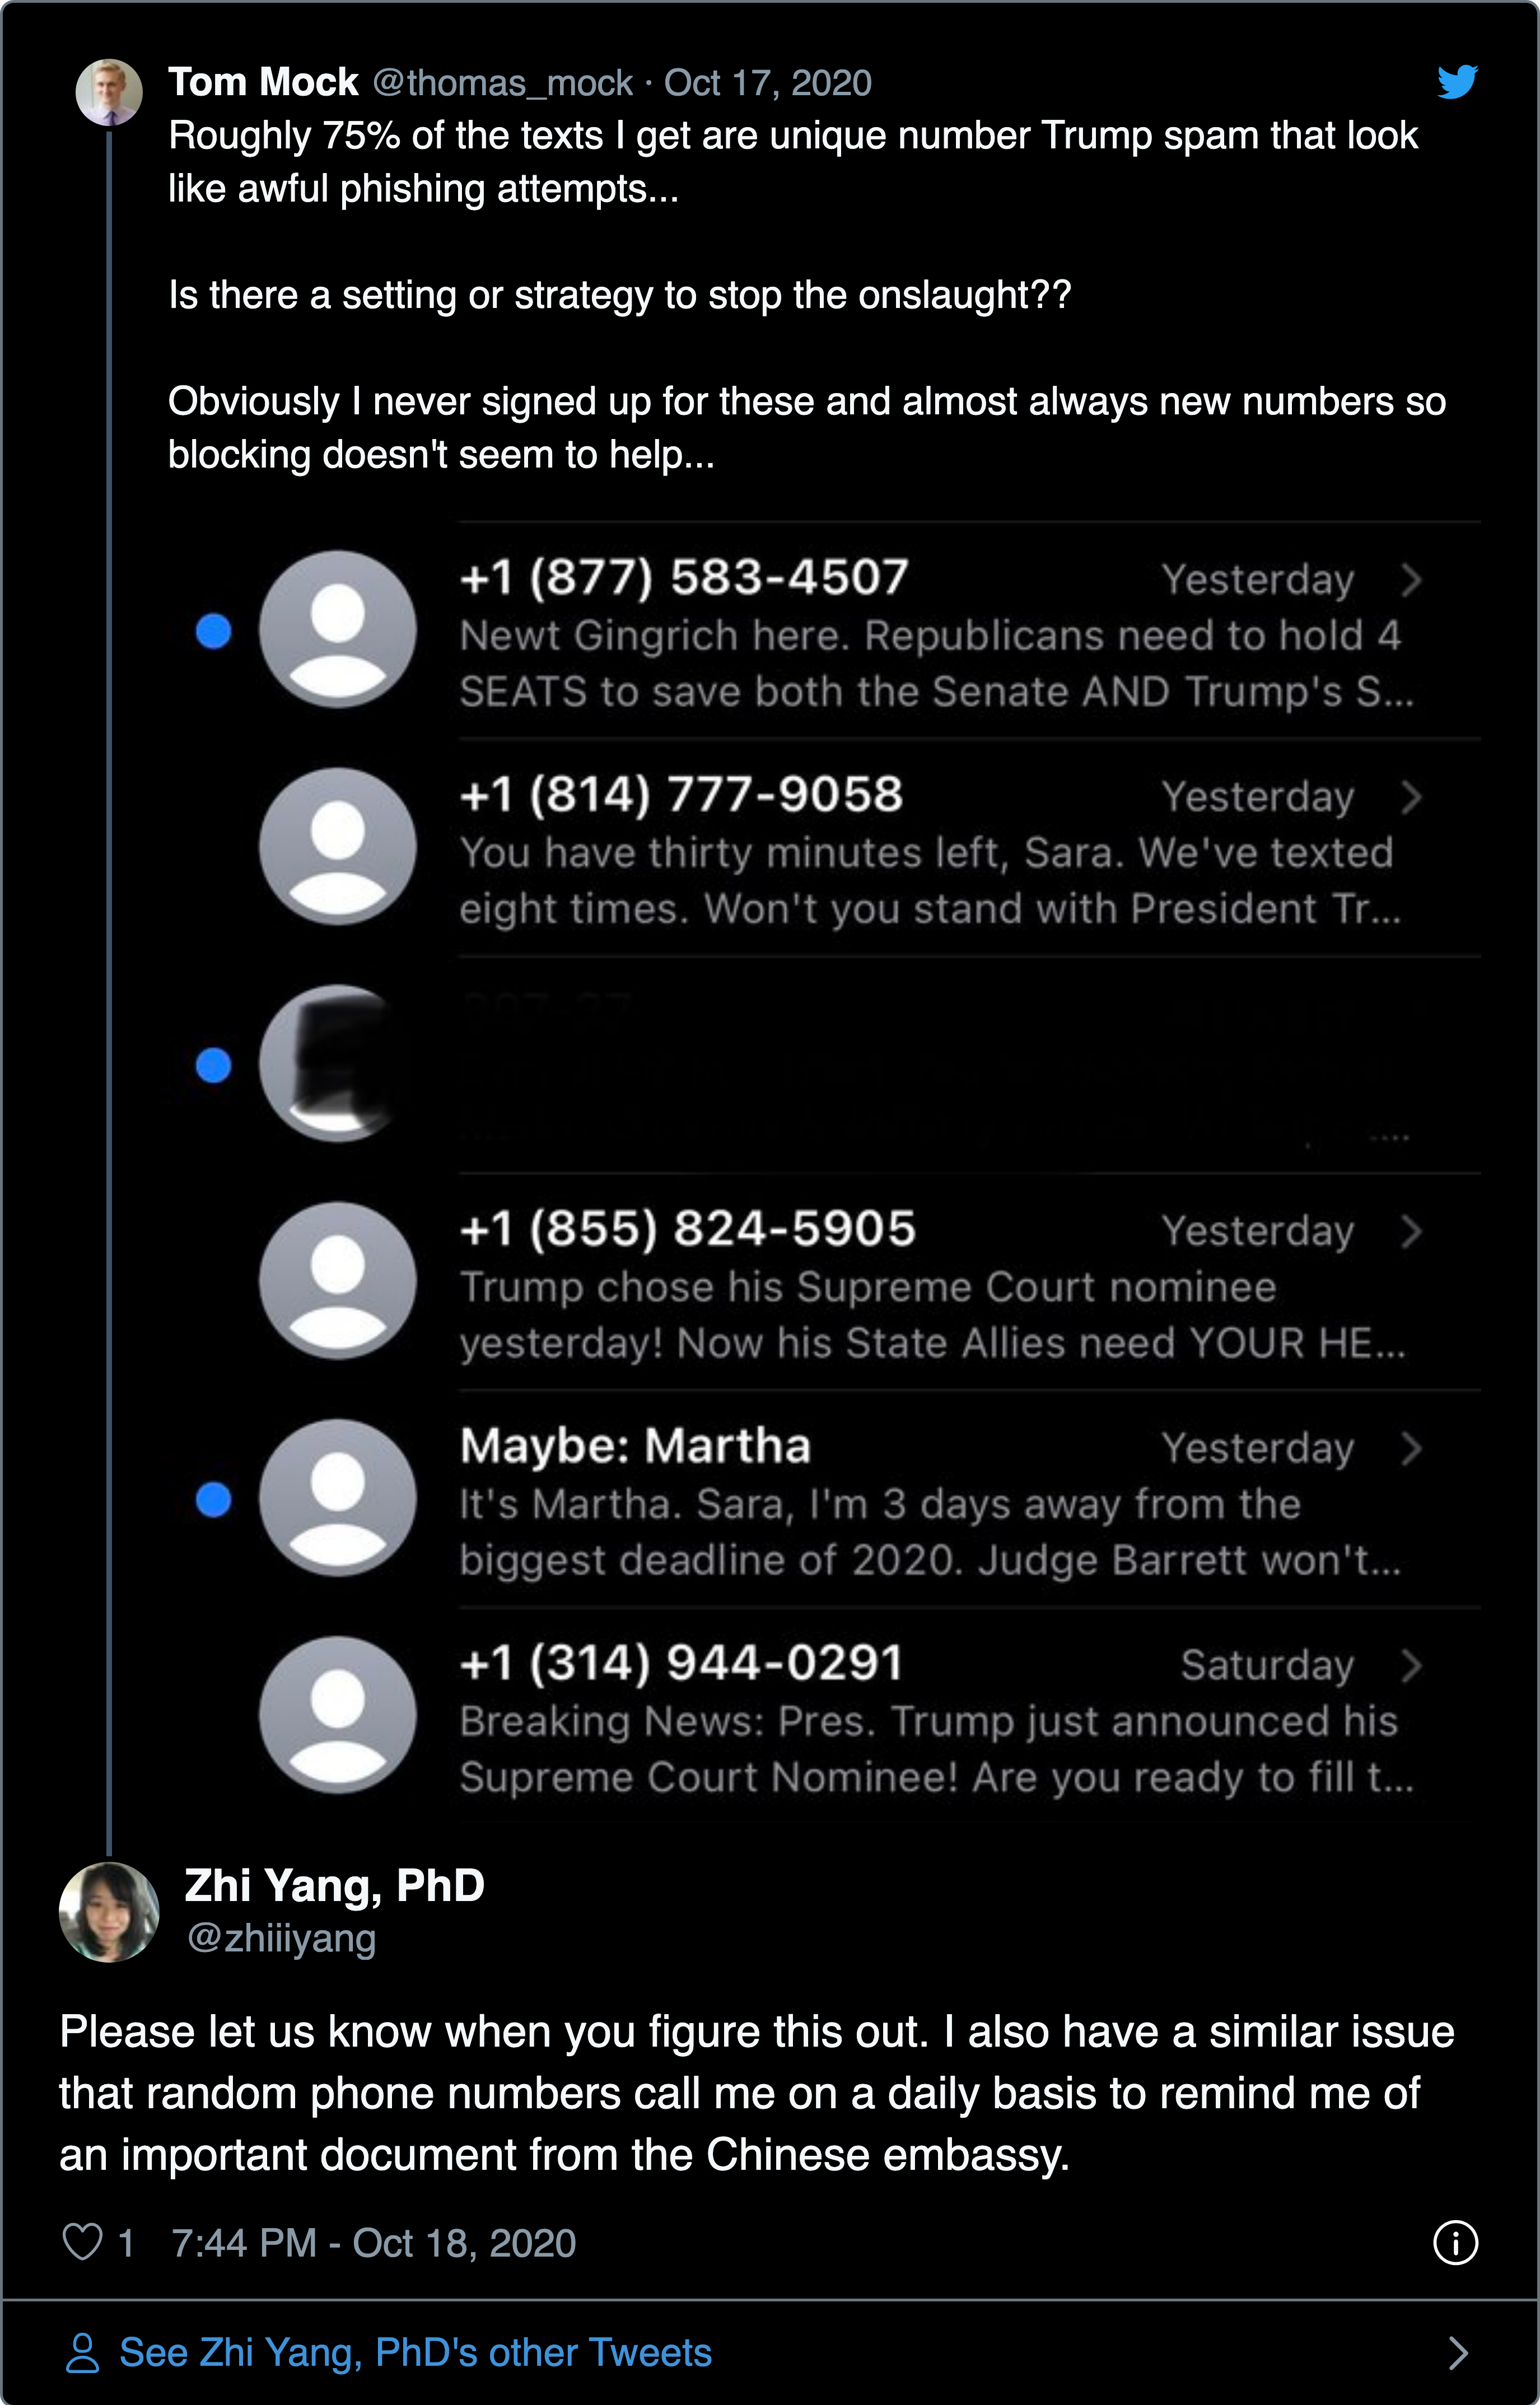 Tom Mock @thomas_mock · Oct 17, 2020
Roughly 75% of the texts I get are unique number Trump spam that look
like awful phishing attempts...
Is there a setting or strategy to stop the onslaught??
Obviously I never signed up for these and almost always new numbers so
blocking doesn't seem to help...
+1 (877) 583-4507 Yesterday
Newt Gingrich here. Republicans need to hold 4
SEATS to save both the Senate AND Trump's S...
+1 (814) 777-9058 Yesterday
You have thirty minutes left, Sara. We've texted
eight times. Won't you stand with President Tr...
+1 (855) 824-5905 Yesterday
Trump chose his Supreme Court nominee
yesterday! Now his State Allies need YOUR HE...
Maybe: Martha Yesterday
It's Martha. Sara, I'm 3 days away from the
biggest deadline of 2020. Judge Barrett won't...
+1 (314) 944-0291 Saturday
Breaking News: Pres. Trump just announced his
Supreme Court Nominee! Are you ready to fill t...
Zhi Yang, PhD
@zhiiiyang
Please let us know when you figure this out. I also have a similar issue
that random phone numbers call me on a daily basis to remind me of
an important document from the Chinese embassy.
1 7:44 PM - Oct 18, 2020
See Zhi Yang, PhD's other Tweets